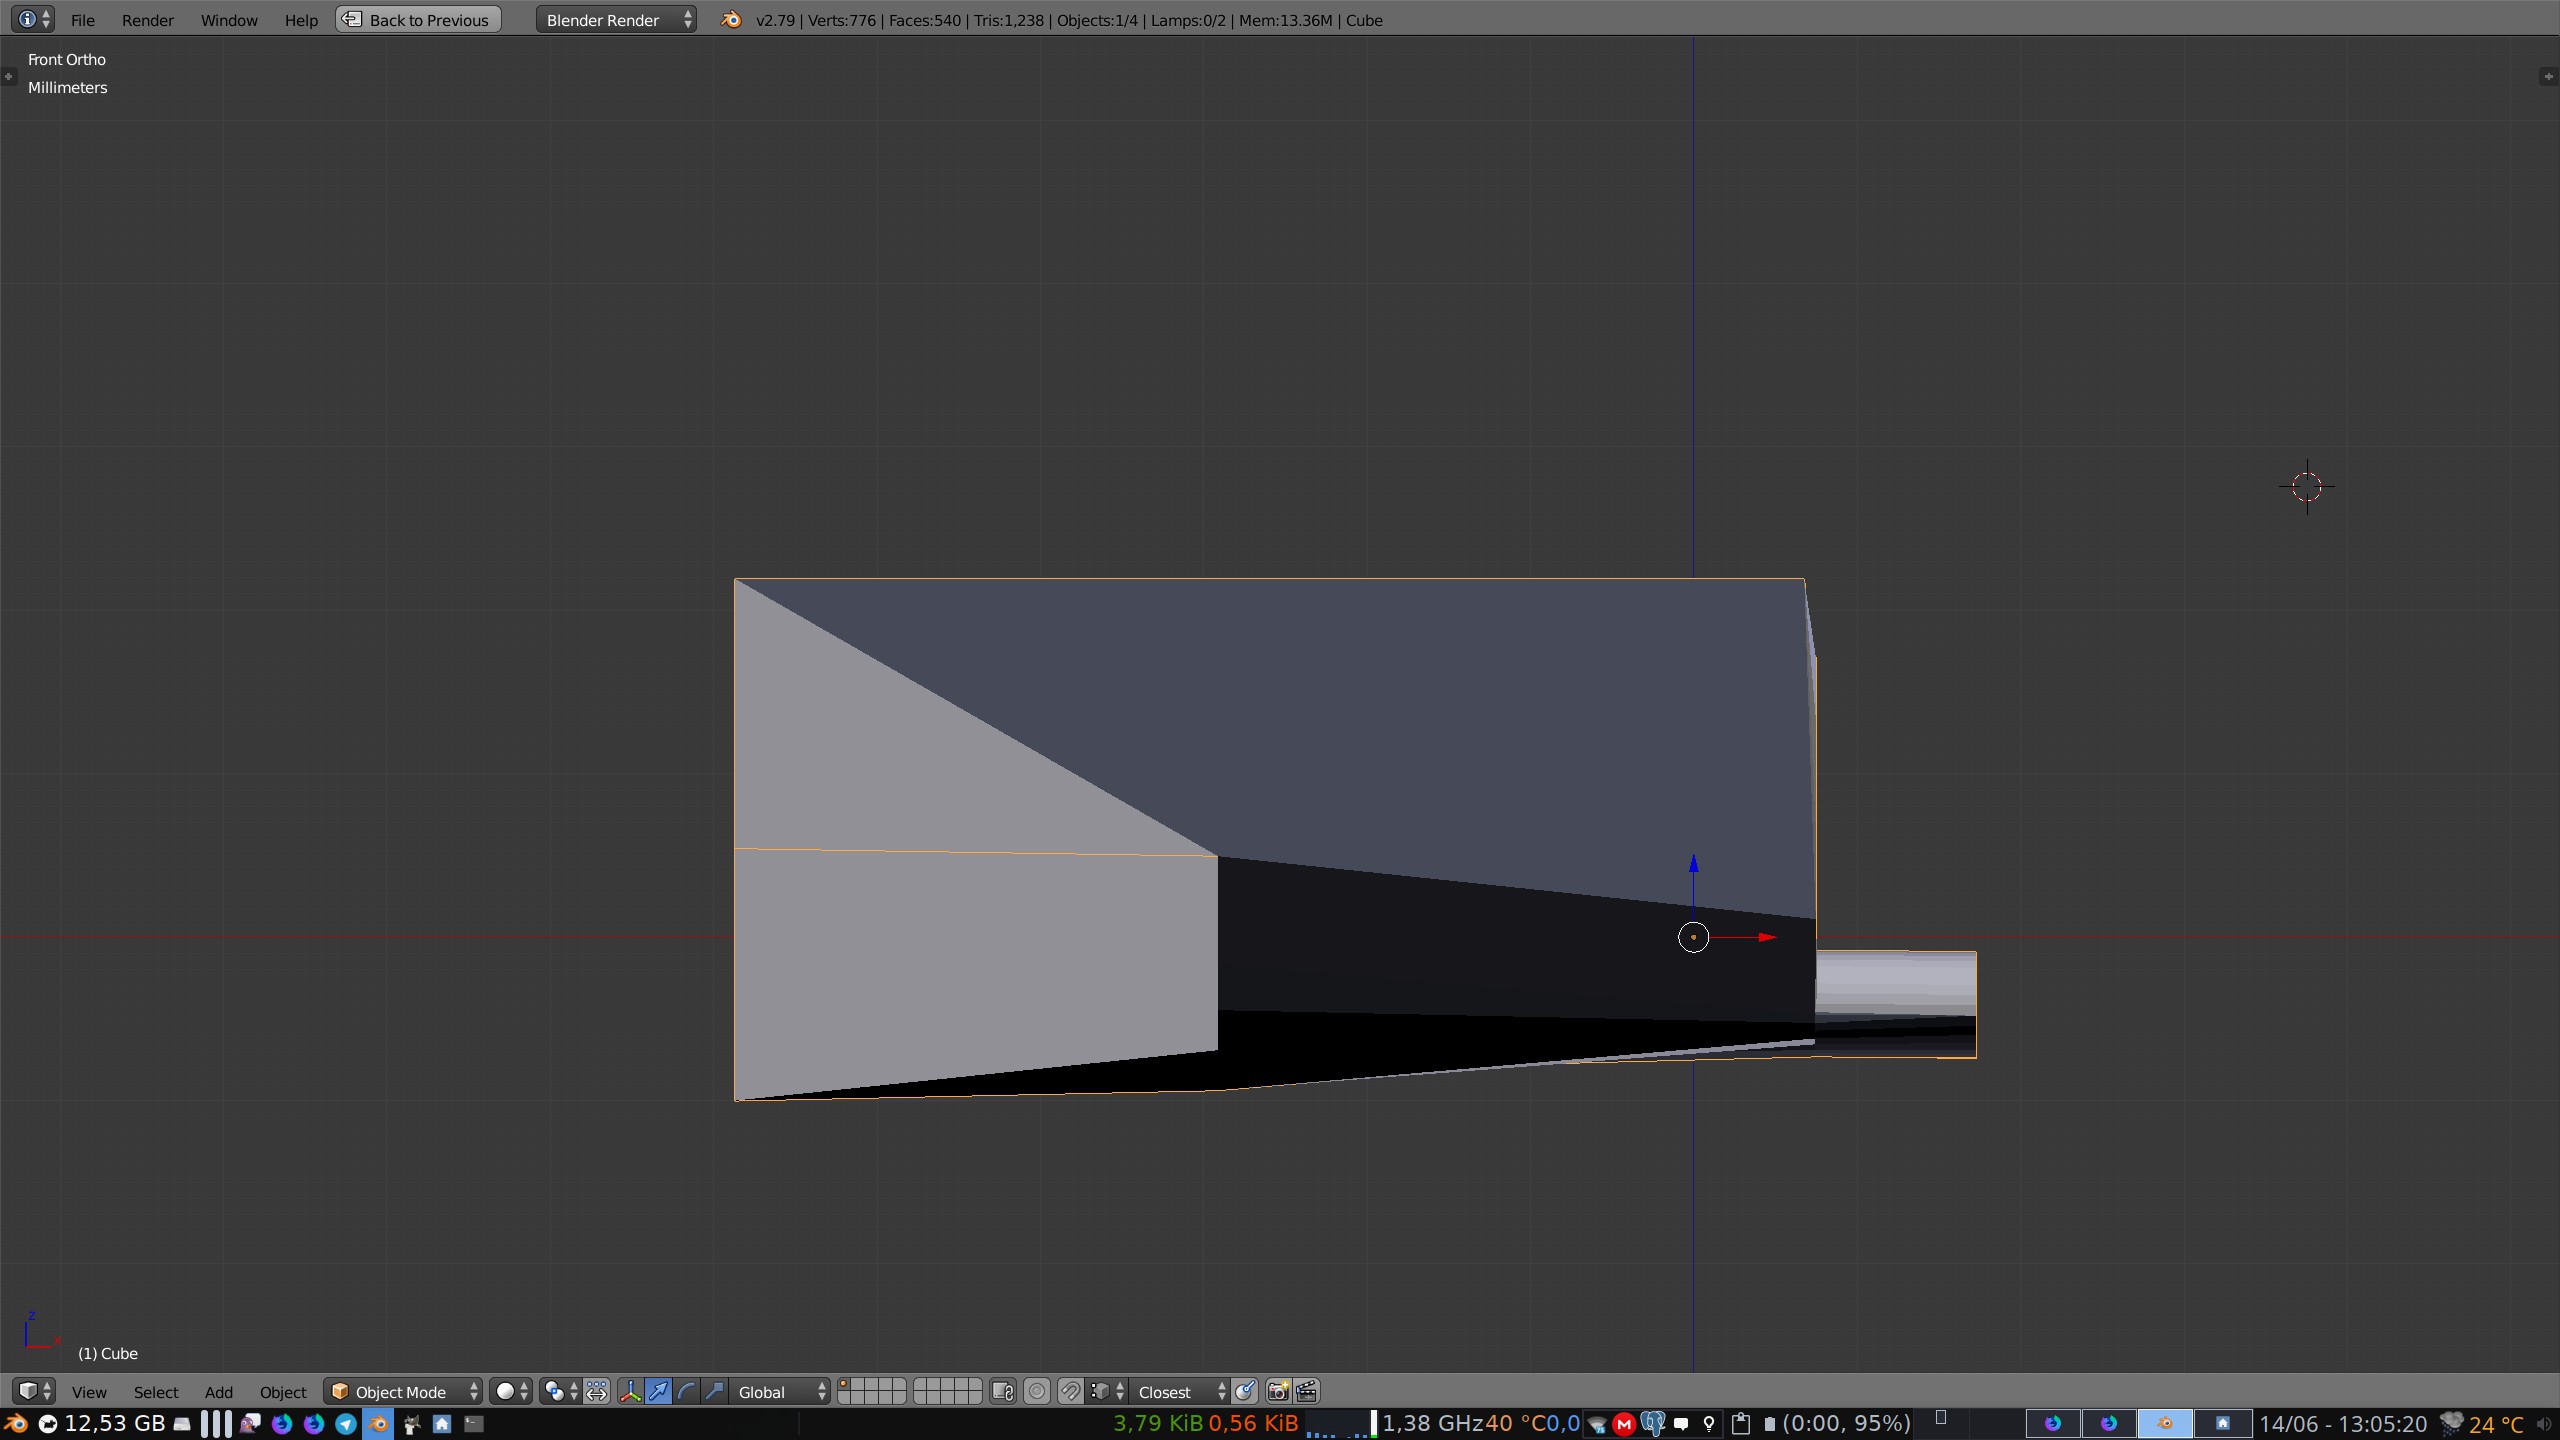 File Render Window Help Back to Previous Blender Render v2.79 | Verts:776 | Faces:540 | Tris:1,238 | Objects:1/4 | Lamps:0/2 | Mem:13.36M | Cube
Front Ortho
Millimeters
z
x
(1) Cube
View Select Add Object Object Mode Global Closest
12,53 GB 3,79 KiB 0,56 KiB 1,38 GHz 40 °C 0,0 M (0:00, 95%) 14/06 - 13:05:20 24 °C